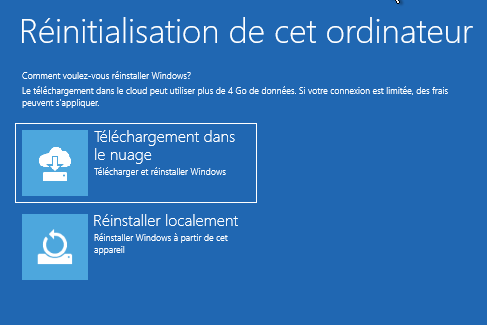 Réinitialisation de cet ordinateur
Comment voulez-vous réinstaller Windows?
Le téléchargement dans le cloud peut utiliser plus de 4 Go de données. Si votre connexion est limitée, des frais
peuvent s'appliquer.
Téléchargement dans
le nuage
Télécharger et réinstaller Windows
Réinstaller localement
Réinstaller Windows à partir de cet
appareil